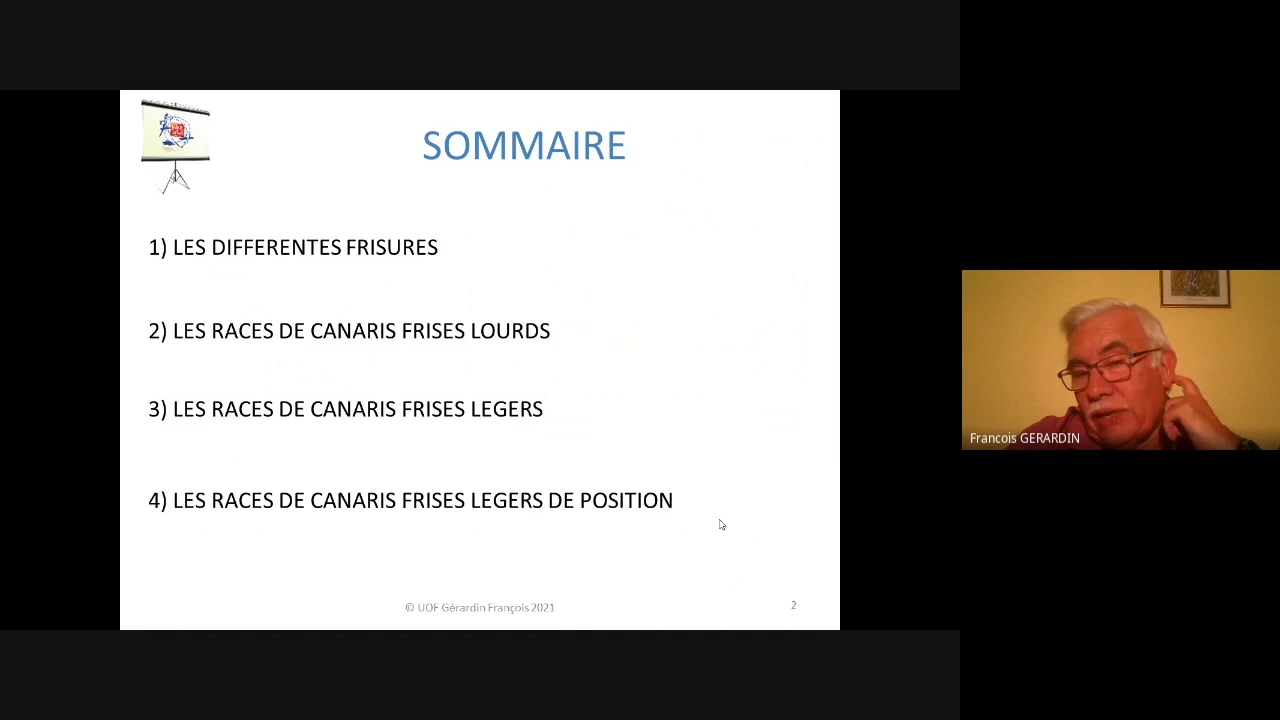 SOMMAIRE
1) LES DIFFERENTES FRISURES
2) LES RACES DE CANARIS FRISES LOURDS
3) LES RACES DE CANARIS FRISES LEGERS
4) LES RACES DE CANARIS FRISES LEGERS DE POSITION
© UOF Gérardin François 2021
2
Francois GERARDIN